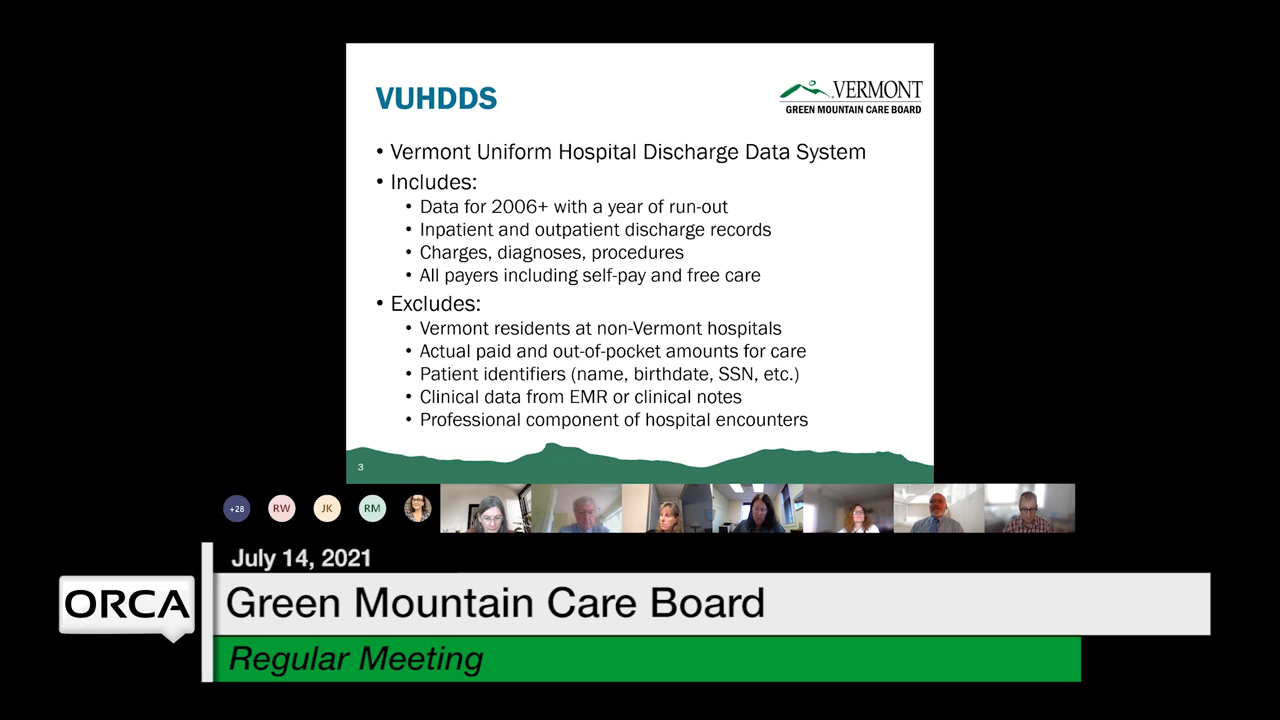 VUHDDS
VERMONT
GREEN MOUNTAIN CARE BOARD
• Vermont Uniform Hospital Discharge Data System
• Includes:
• Data for 2006+ with a year of run-out
• Inpatient and outpatient discharge records
• Charges, diagnoses, procedures
• All payers including self-pay and free care
• Excludes:
• Vermont residents at non-Vermont hospitals
• Actual paid and out-of-pocket amounts for care
• Patient identifiers (name, birthdate, SSN, etc.)
• Clinical data from EMR or clinical notes
• Professional component of hospital encounters
3
+28 RW JK RM
July 14, 2021
ORCA
Green Mountain Care Board
Regular Meeting